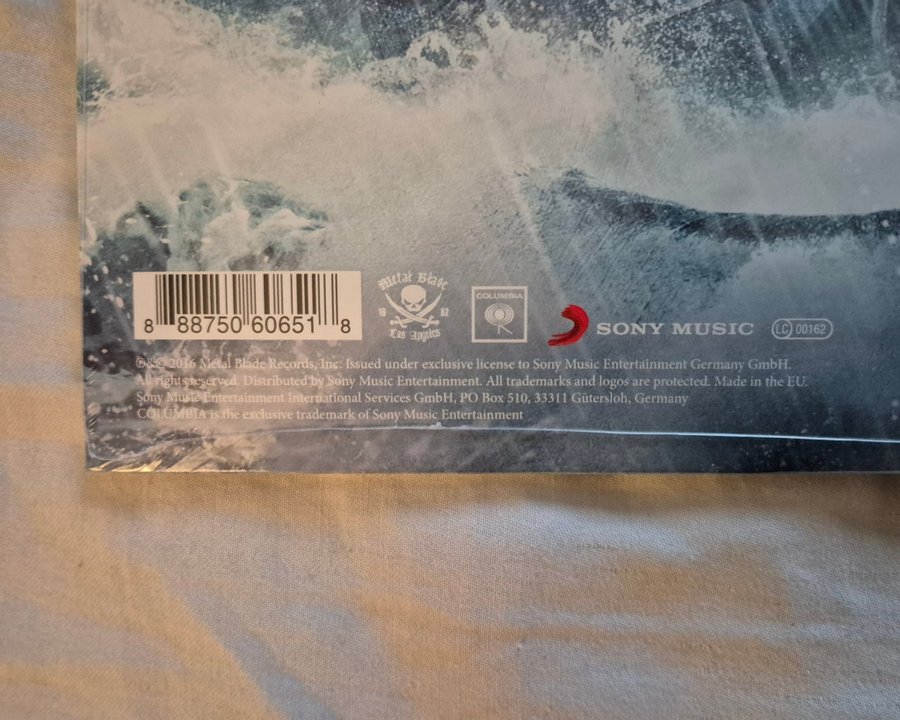 8 88750 60651 8
Metal Blade
19 82
Los Angeles
COLUMBIA
SONY MUSIC
LC 00162
℗&© 2016 Metal Blade Records, Inc. Issued under exclusive license to Sony Music Entertainment Germany GmbH.
All rights reserved. Distributed by Sony Music Entertainment. All trademarks and logos are protected. Made in the EU.
Sony Music Entertainment International Services GmbH, PO Box 510, 33311 Gütersloh, Germany
COLUMBIA is the exclusive trademark of Sony Music Entertainment